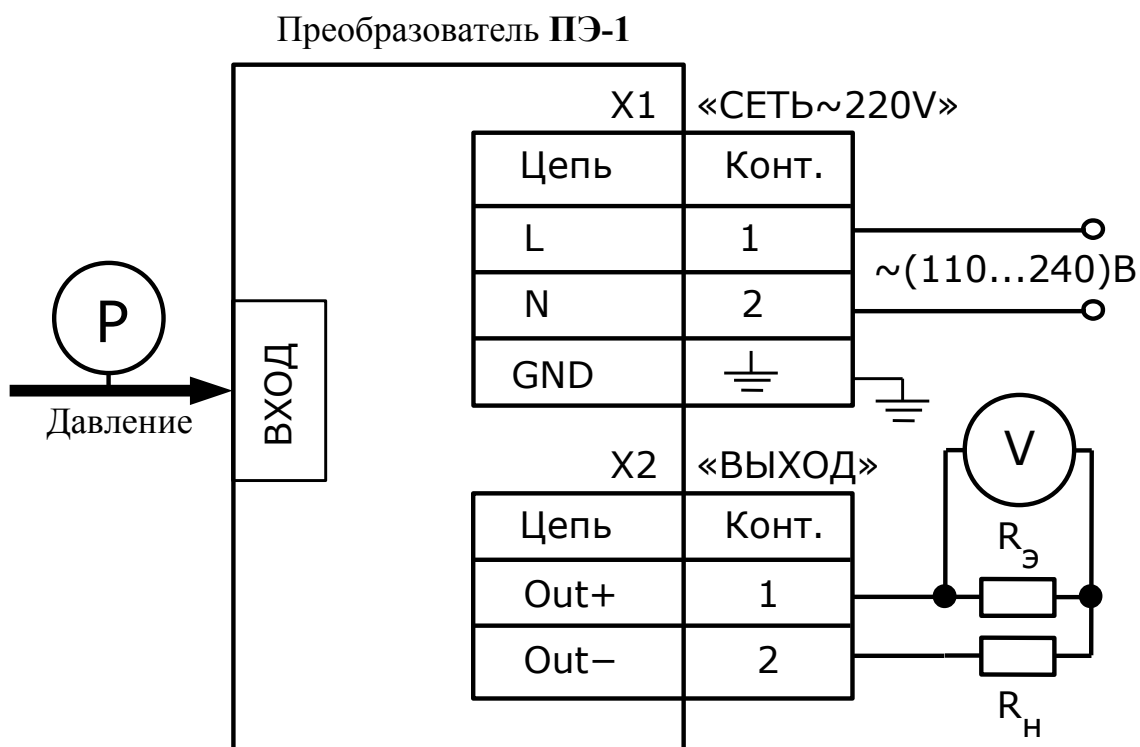 Преобразователь ПЭ-1
X1 «СЕТЬ~220V»
Цепь Конт.
L 1
N 2
~(110...240)В
GND
P
Давление
ВХОД
X2 «ВЫХОД»
V
Цепь Конт.
Rэ
Out+ 1
Out− 2
Rн